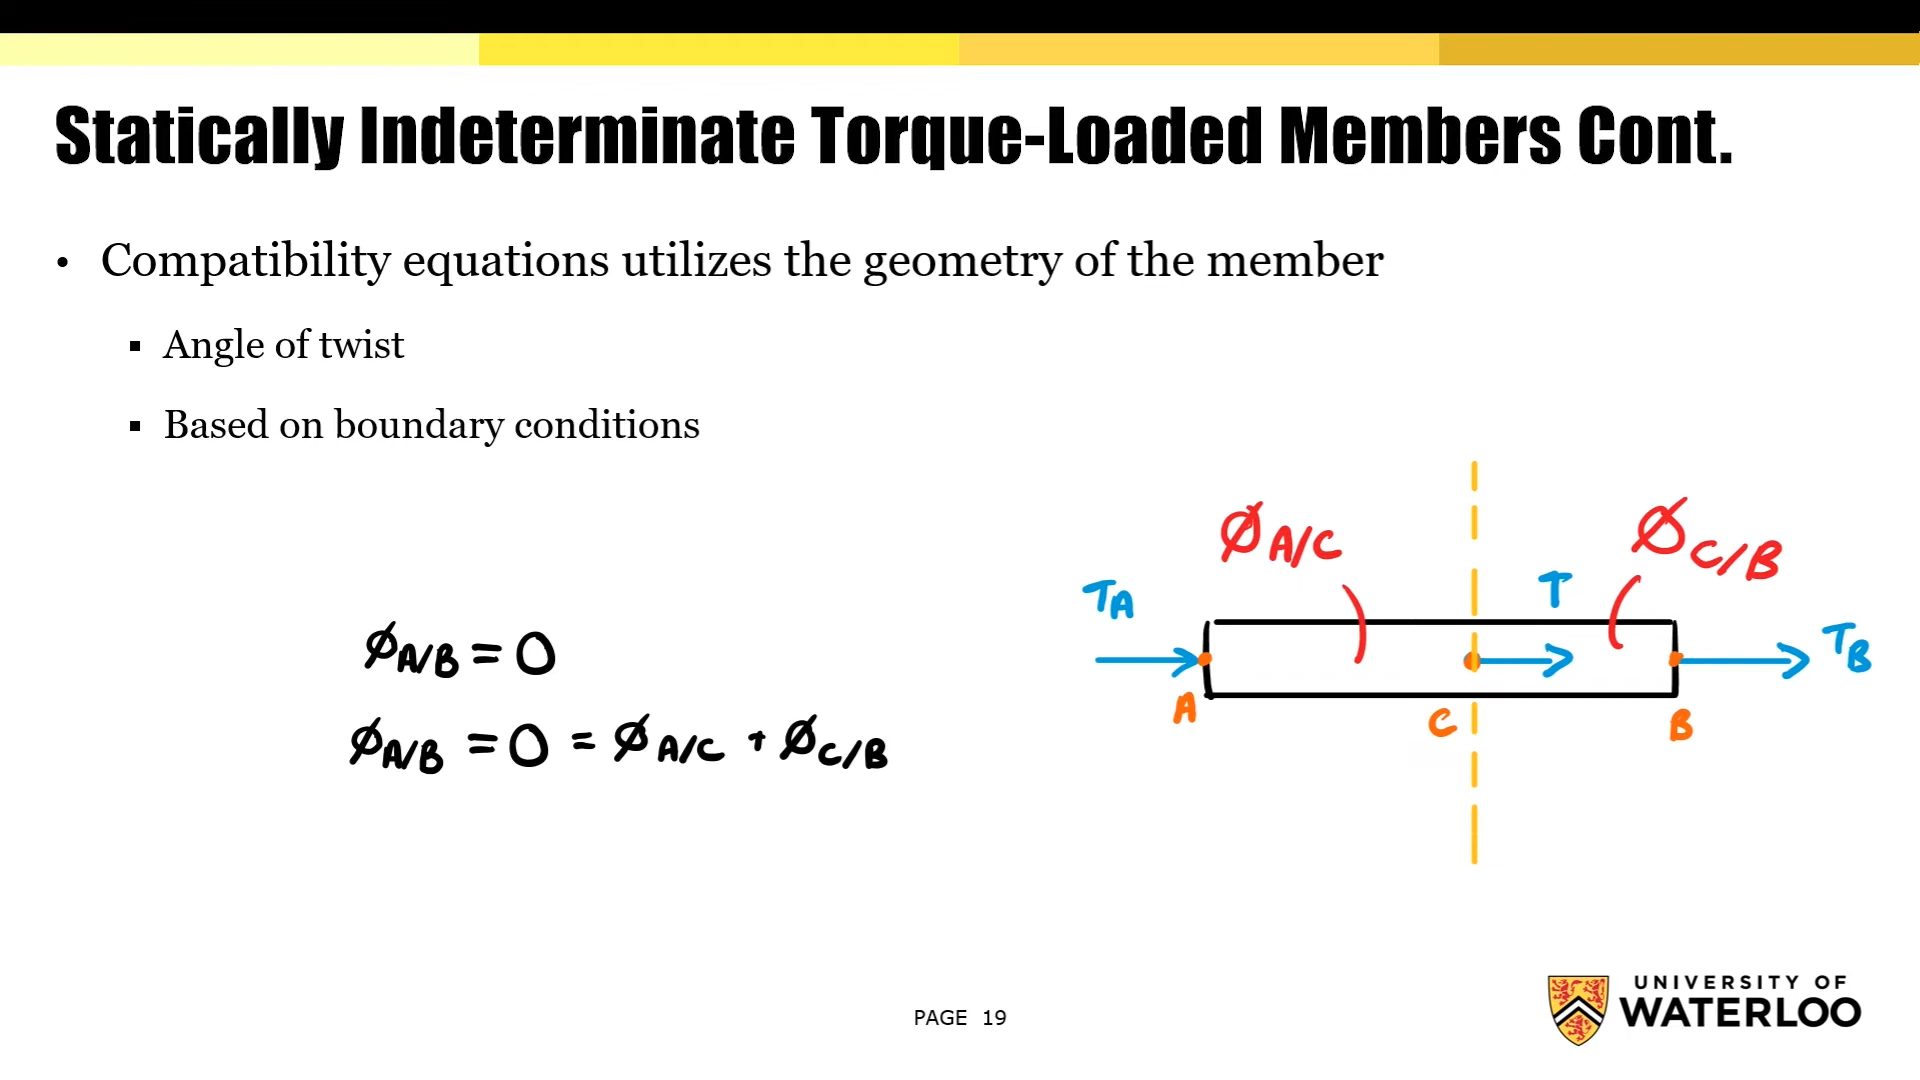 Statically Indeterminate Torque-Loaded Members Cont.
• Compatibility equations utilizes the geometry of the member
▪ Angle of twist
▪ Based on boundary conditions
ØA/B = 0
ØA/B = 0 = ØA/C + ØC/B
ØA/C
ØC/B
TA
T
TB
A
C
B
PAGE 19
UNIVERSITY OF
WATERLOO